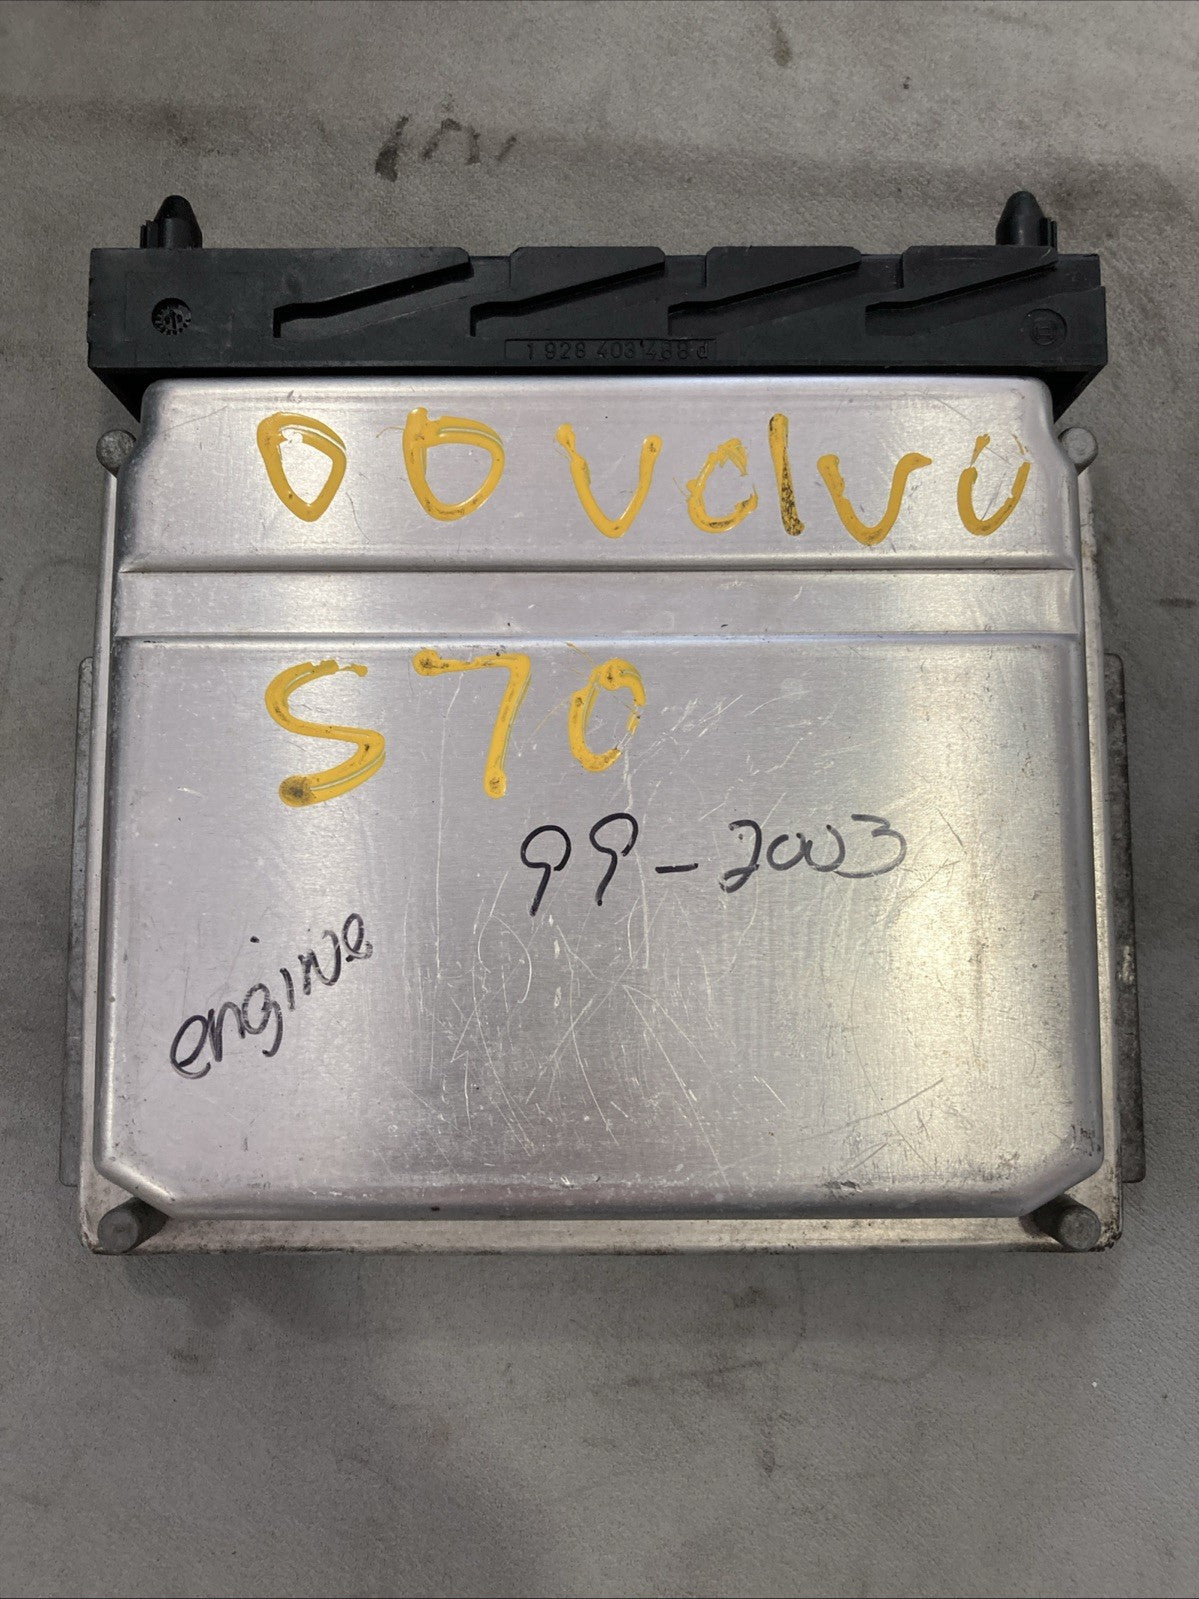 1 928 403 488 d
00 Volvo
S70
99-2003
engine